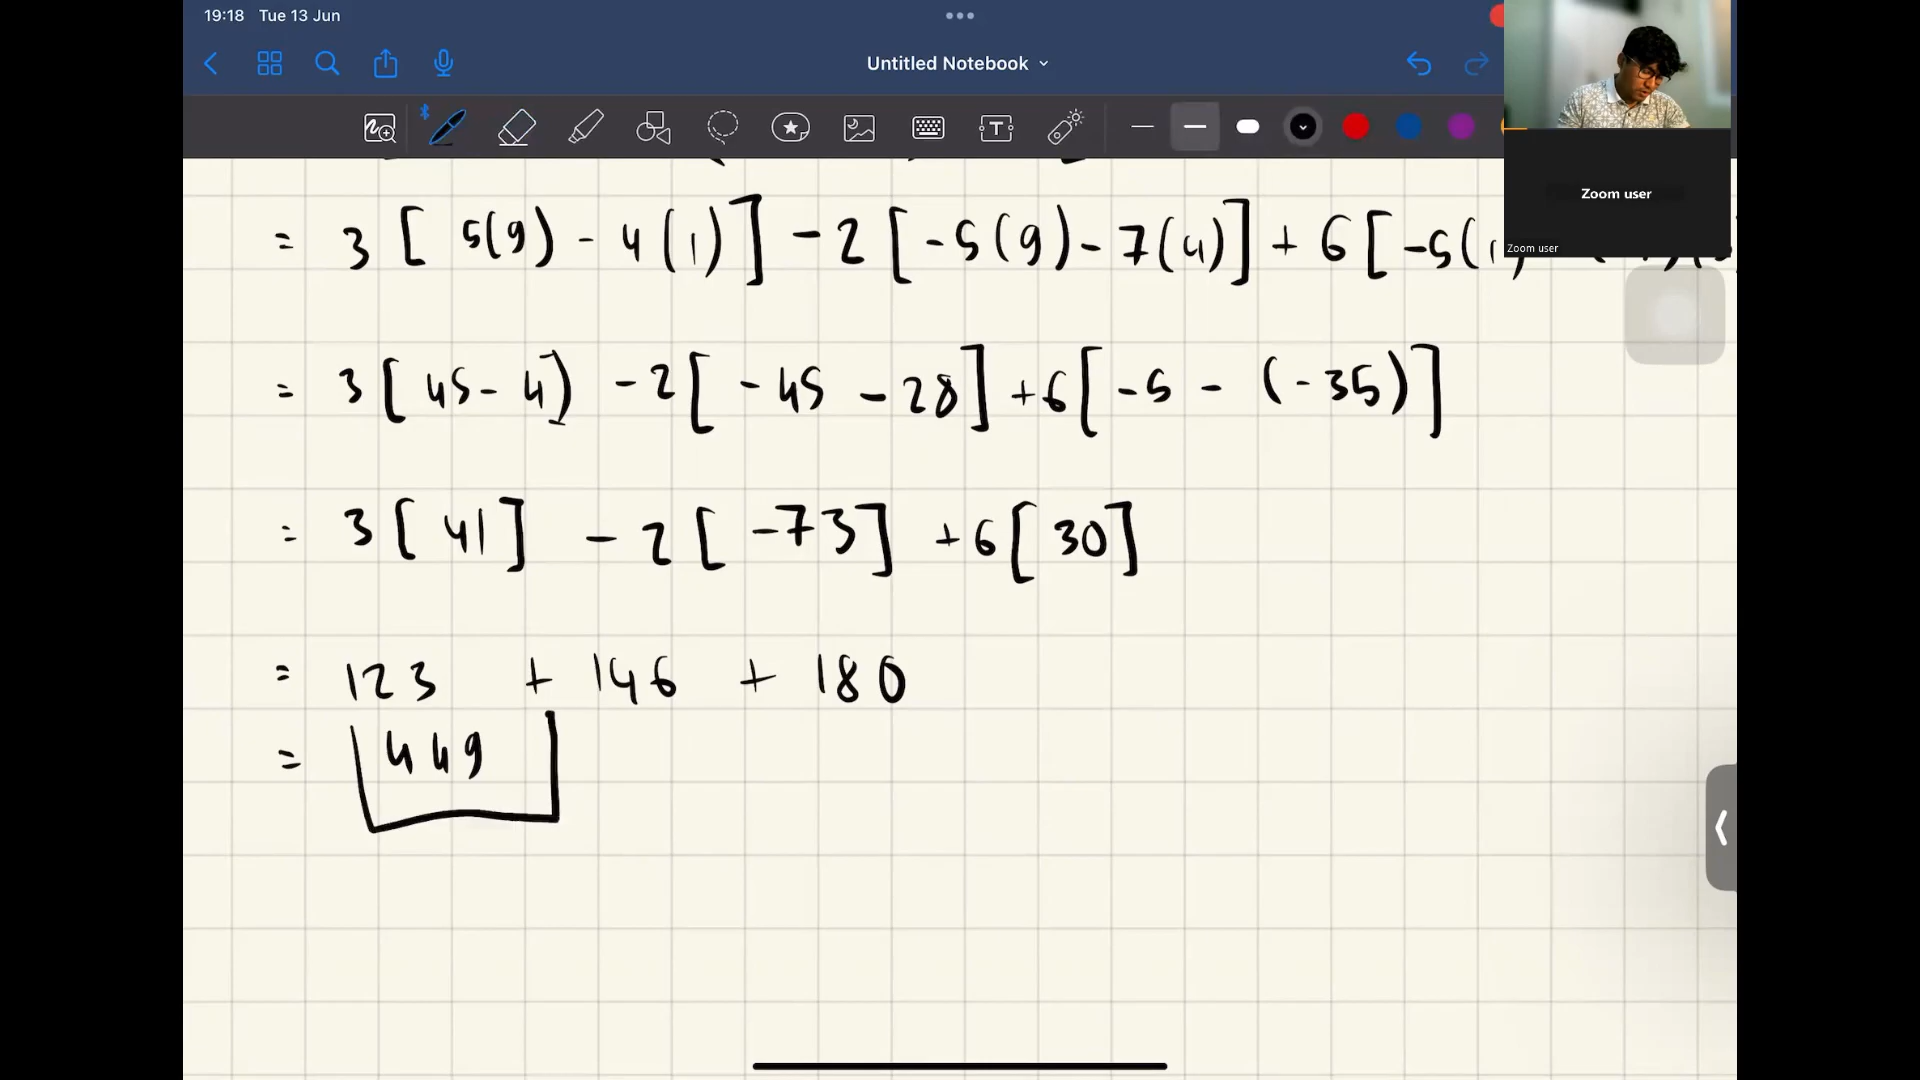 19:18 Tue 13 Jun
Untitled Notebook
T
Zoom user
Zoom user
= 3 [ 5(9) - 4 (1)] - 2 [ -5 (9) - 7(4)] + 6 [ -5(1)
= 3 [ 45 - 4 ] - 2 [ - 45 - 28 ] + 6 [ -5 - (-35) ]
= 3 [ 41 ] - 2 [ -73 ] + 6 [ 30 ]
= 123 + 146 + 180
= 449